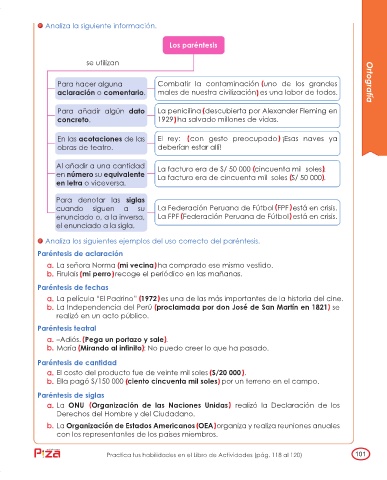 Analiza la siguiente información.
Los paréntesis
se utilizan
Para hacer alguna
aclaración o comentario.
Combatir la contaminación (uno de los grandes
males de nuestra civilización) es una labor de todos.
Para añadir algún dato
concreto.
La penicilina (descubierta por Alexander Fleming en
1929) ha salvado millones de vidas.
En las acotaciones de las
obras de teatro.
El rey: (con gesto preocupado) ¡Esas naves ya
deberían estar allí!
Al añadir a una cantidad
en número su equivalente
en letra o viceversa.
La factura era de S/ 50 000 (cincuenta mil soles).
La factura era de cincuenta mil soles (S/ 50 000).
Para denotar las siglas
cuando siguen a su
enunciado o, a la inversa,
el enunciado a la sigla.
La Federación Peruana de Fútbol (FPF) está en crisis.
La FPF (Federación Peruana de Fútbol) está en crisis.
Ortografía
Analiza los siguientes ejemplos del uso correcto del paréntesis.
Paréntesis de aclaración
a. La señora Norma (mi vecina) ha comprado ese mismo vestido.
b. Firulais (mi perro) recoge el periódico en las mañanas.
Paréntesis de fechas
a. La película "El Padrino" (1972) es una de las más importantes de la historia del cine.
b. La Independencia del Perú (proclamada por don José de San Martín en 1821) se
realizó en un acto público.
Paréntesis teatral
a. –Adiós. (Pega un portazo y sale).
b. María (Mirando al infinito): No puedo creer lo que ha pasado.
Paréntesis de cantidad
a. El costo del producto fue de veinte mil soles (S/20 000).
b. Ella pagó S/150 000 (ciento cincuenta mil soles) por un terreno en el campo.
Paréntesis de siglas
a. La ONU (Organización de las Naciones Unidas) realizó la Declaración de los
Derechos del Hombre y del Ciudadano.
b. La Organización de Estados Americanos (OEA) organiza y realiza reuniones anuales
con los representantes de los países miembros.
Practica tus habilidades en el Libro de Actividades (pág. 118 al 120)
101